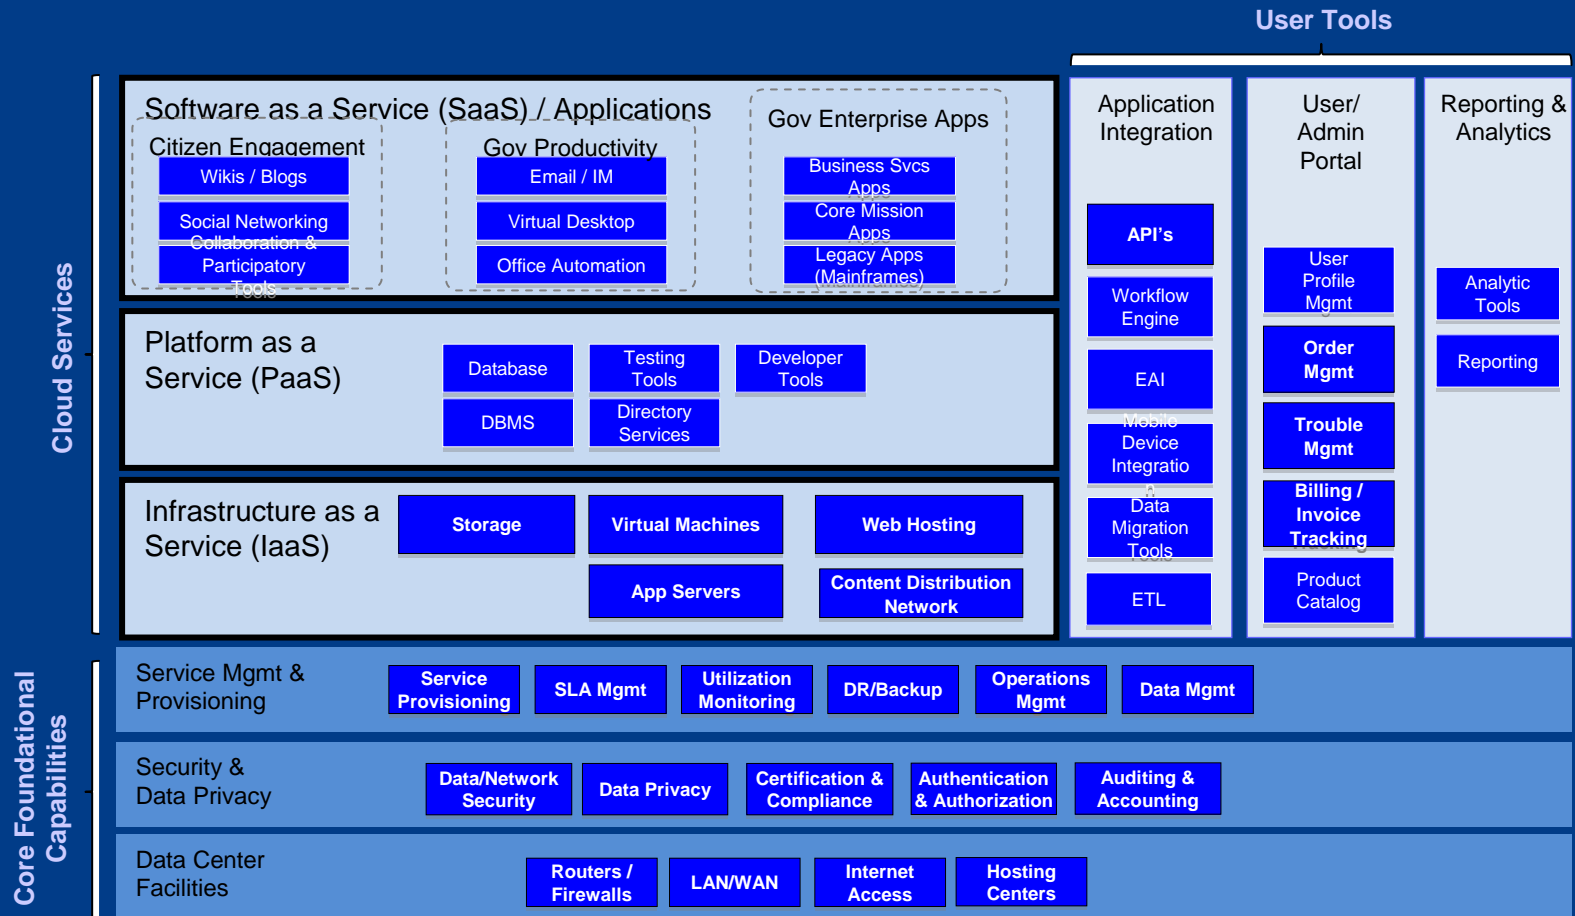 User Tools
Cloud Services
Software as a Service (SaaS) / Applications
Citizen Engagement
Wikis / Blogs
Social Networking
Collaboration &
Participatory
Tools
Gov Productivity
Email / IM
Virtual Desktop
Office Automation
Gov Enterprise Apps
Business Svcs
Apps
Core Mission
Apps
Legacy Apps
(Mainframes)
Platform as a
Service (PaaS)
Database
Testing
Tools
Developer
Tools
DBMS
Directory
Services
Infrastructure as a
Service (IaaS)
Storage
Virtual Machines
Web Hosting
App Servers
Content Distribution
Network
Application
Integration
API's
Workflow
Engine
EAI
Mobile
Device
Integratio
n
Data
Migration
Tools
ETL
User/
Admin
Portal
User
Profile
Mgmt
Order
Mgmt
Trouble
Mgmt
Billing /
Invoice
Tracking
Product
Catalog
Reporting &
Analytics
Analytic
Tools
Reporting
Core Foundational
Capabilities
Service Mgmt &
Provisioning
Service
Provisioning
SLA Mgmt
Utilization
Monitoring
DR/Backup
Operations
Mgmt
Data Mgmt
Security &
Data Privacy
Data/Network
Security
Data Privacy
Certification &
Compliance
Authentication
& Authorization
Auditing &
Accounting
Data Center
Facilities
Routers /
Firewalls
LAN/WAN
Internet
Access
Hosting
Centers